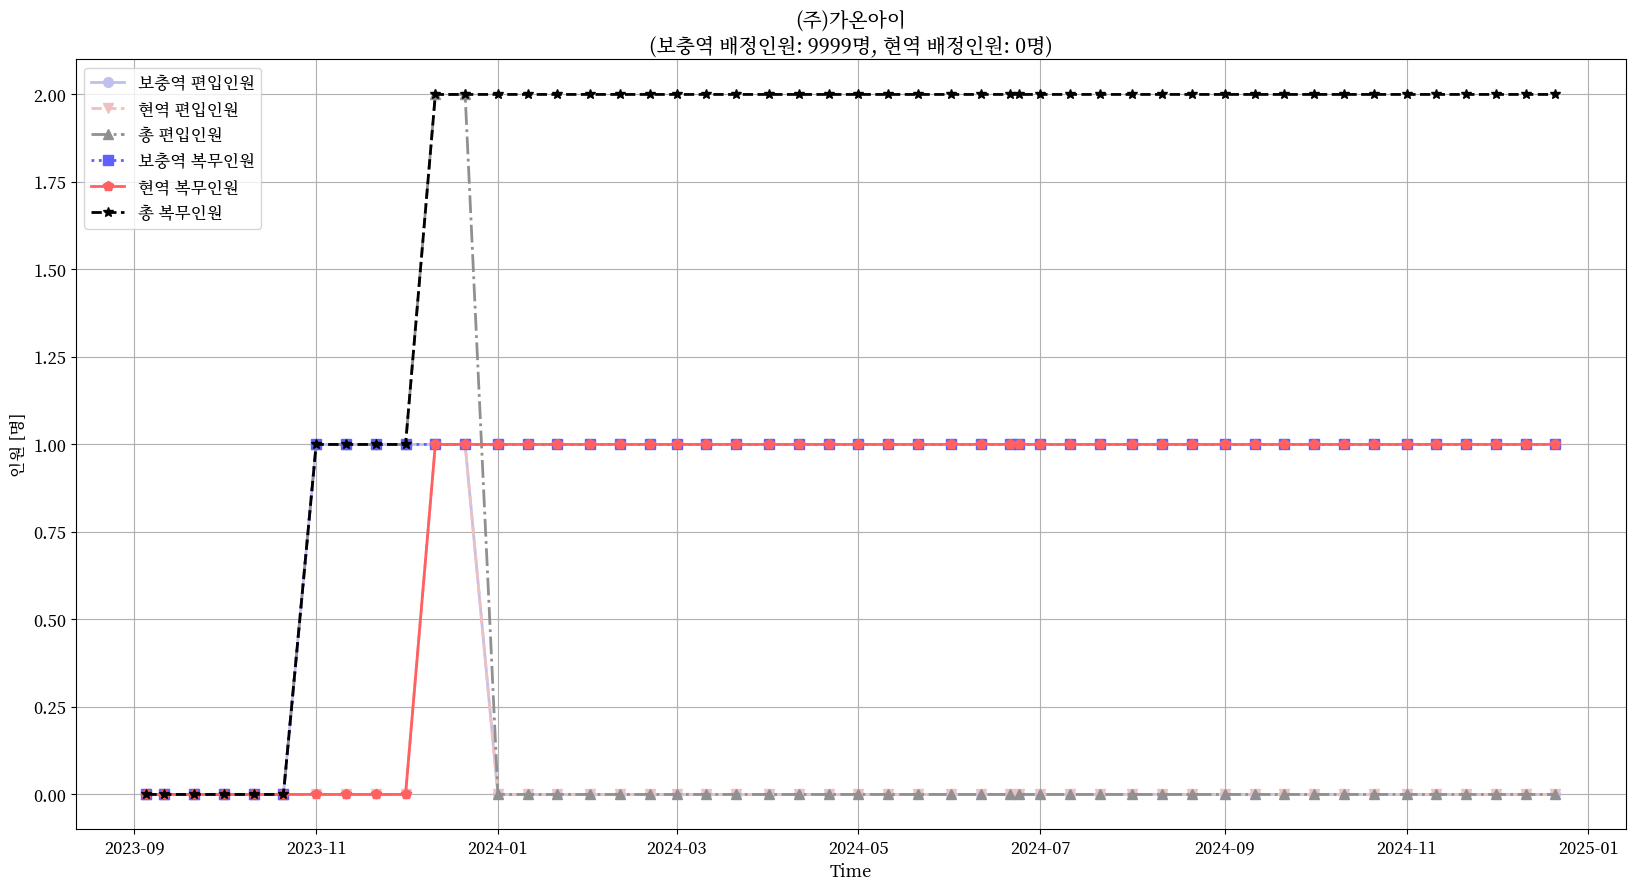 (주)가온아이
(보충역 배정인원: 9999명, 현역 배정인원: 0명)
보충역 편입인원
현역 편입인원
총 편입인원
보충역 복무인원
현역 복무인원
총 복무인원
인원 [명]
2.00
1.75
1.50
1.25
1.00
0.75
0.50
0.25
0.00
2023-09
2023-11
2024-01
2024-03
2024-05
2024-07
2024-09
2024-11
2025-01
Time